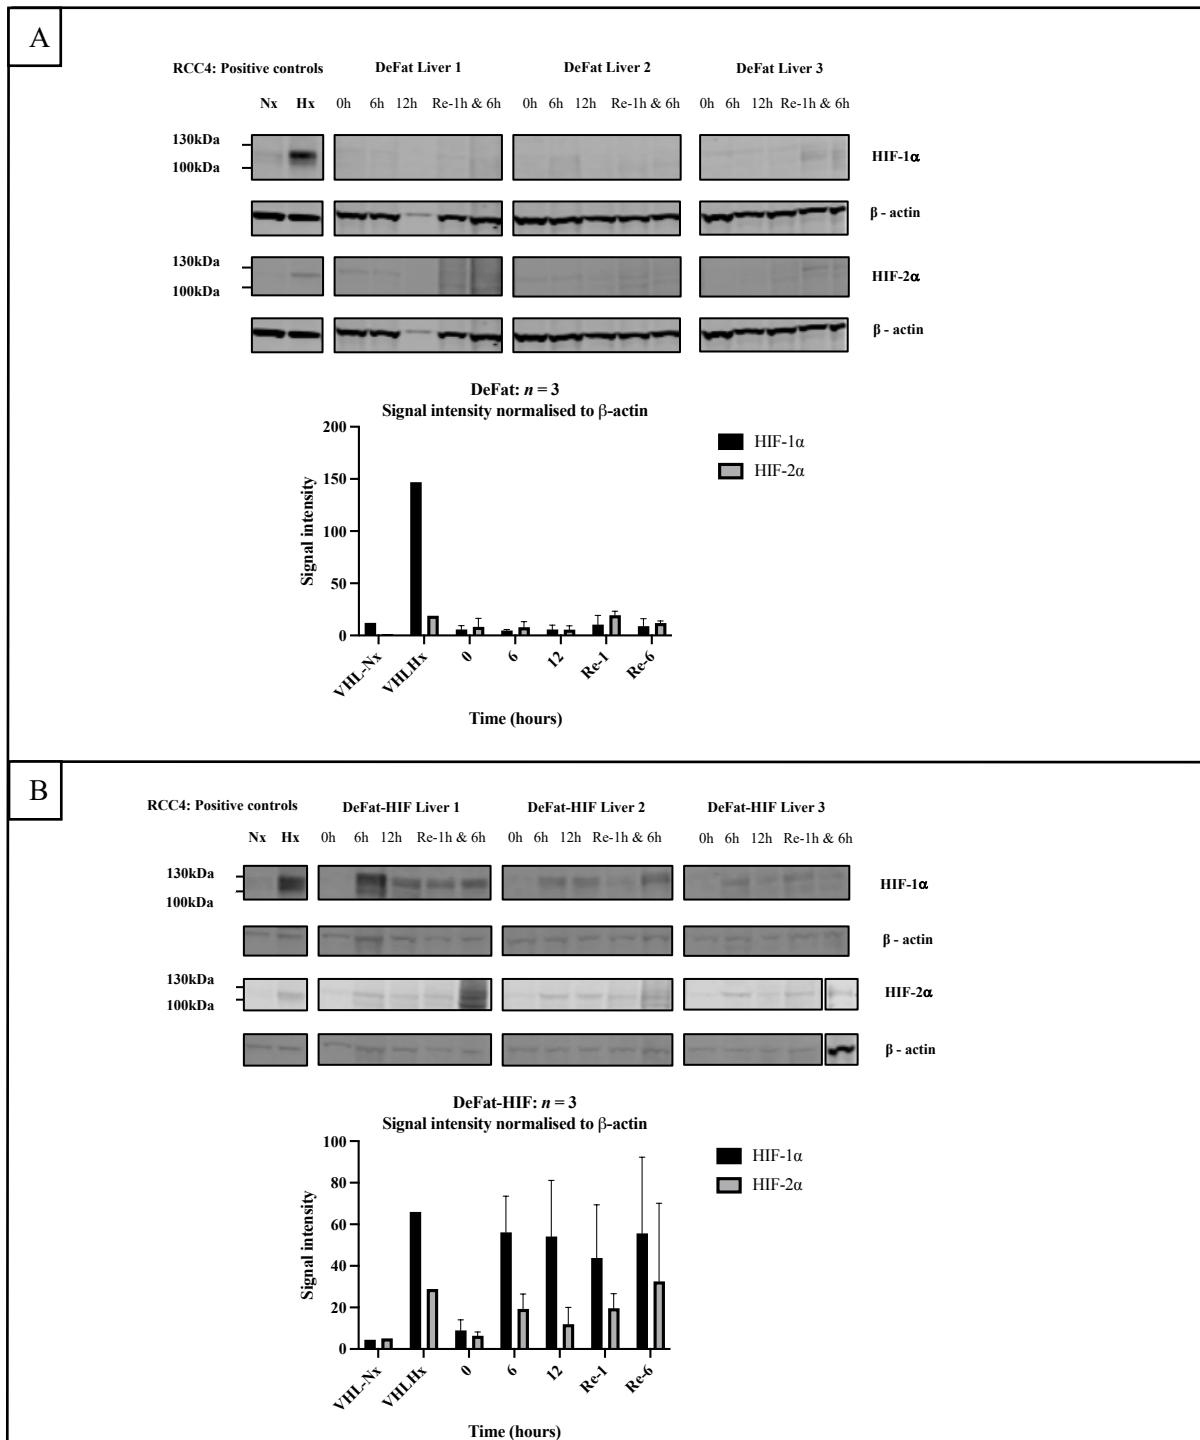 A
RCC4: Positive controls DeFat Liver 1 DeFat Liver 2 DeFat Liver 3
Nx Hx 0h 6h 12h Re-1h & 6h 0h 6h 12h Re-1h & 6h 0h 6h 12h Re-1h & 6h
130kDa
100kDa
HIF-1α
β - actin
130kDa
100kDa
HIF-2α
β - actin
DeFat: n = 3
Signal intensity normalised to β-actin
HIF-1α
HIF-2α
Signal intensity
200
150
100
50
0
VHL-Nx VHLHx 0 6 12 Re-1 Re-6
Time (hours)
B
RCC4: Positive controls DeFat-HIF Liver 1 DeFat-HIF Liver 2 DeFat-HIF Liver 3
Nx Hx 0h 6h 12h Re-1h & 6h 0h 6h 12h Re-1h & 6h 0h 6h 12h Re-1h & 6h
130kDa
100kDa
HIF-1α
β - actin
130kDa
100kDa
HIF-2α
β - actin
DeFat-HIF: n = 3
Signal intensity normalised to β-actin
HIF-1α
HIF-2α
Signal intensity
100
80
60
40
20
0
VHL-Nx VHLHx 0 6 12 Re-1 Re-6
Time (hours)